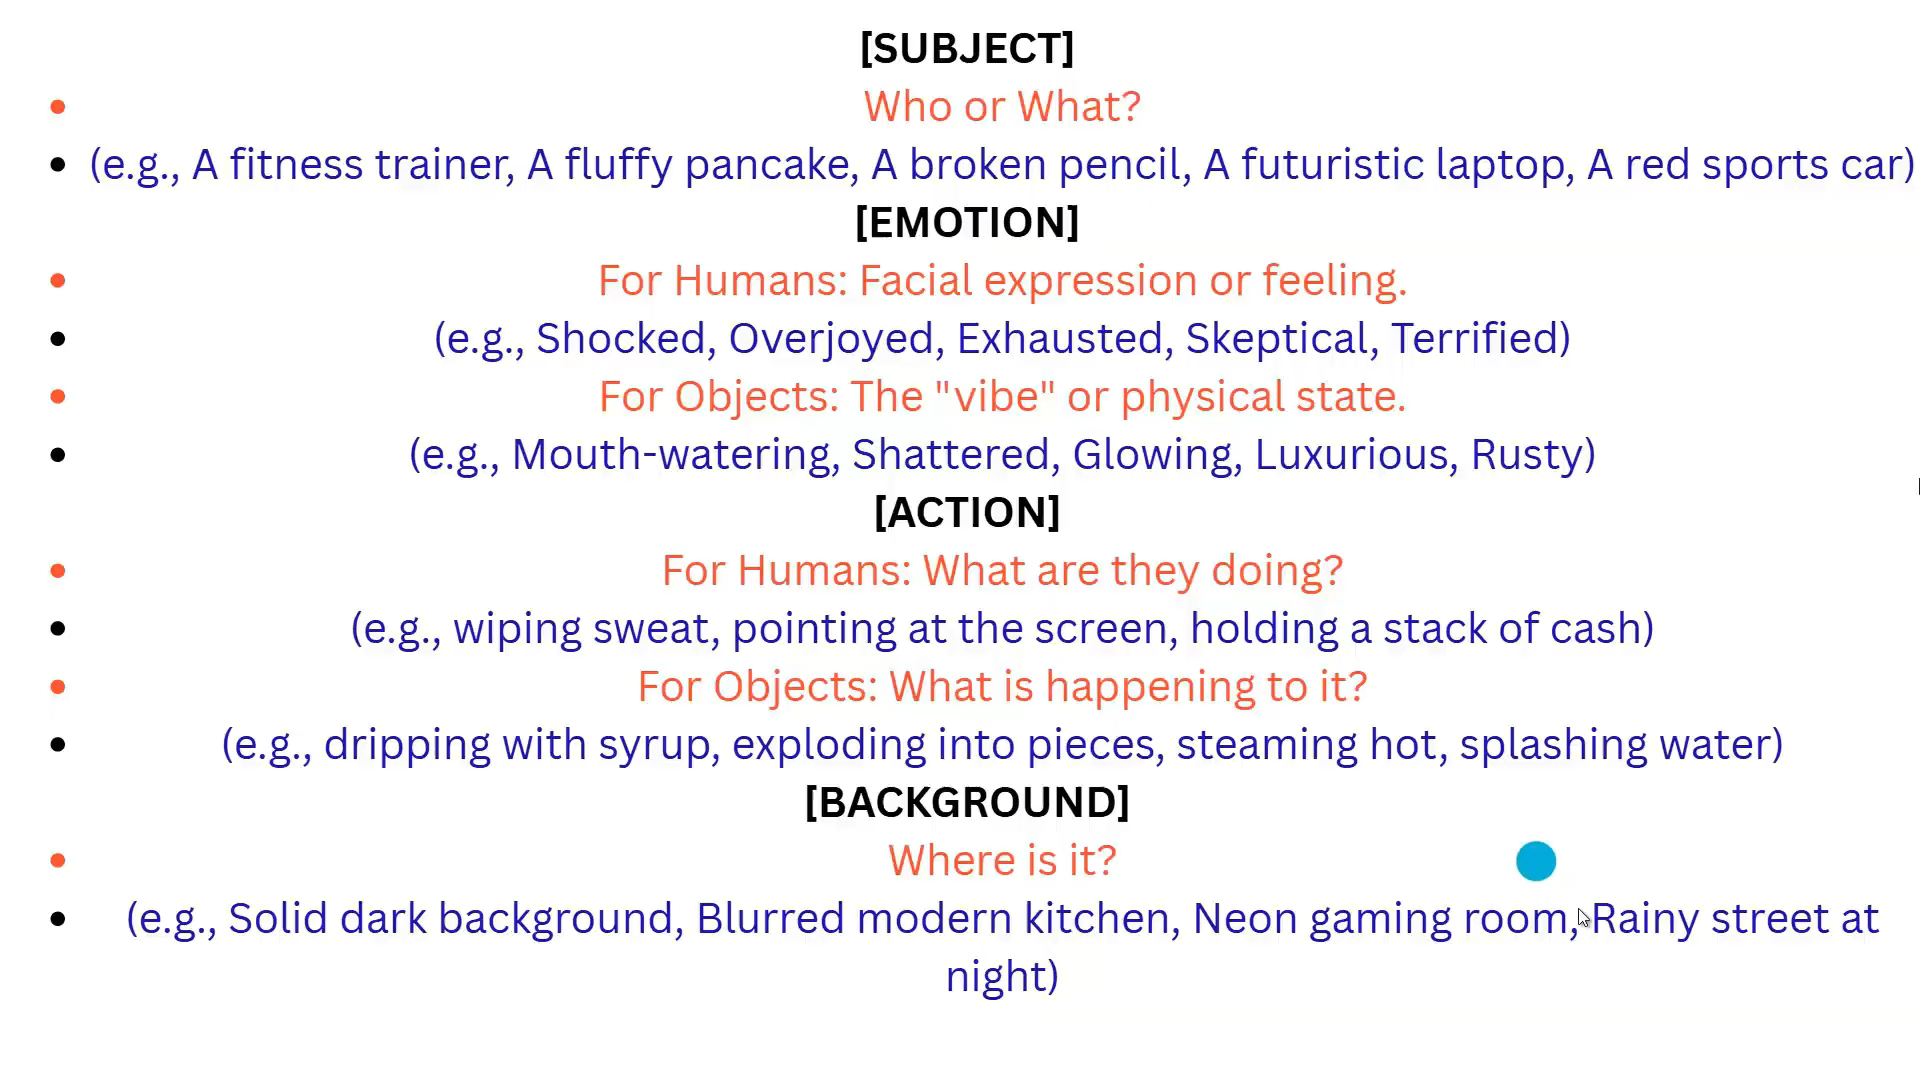 [SUBJECT]
Who or What?
(e.g., A fitness trainer, A fluffy pancake, A broken pencil, A futuristic laptop, A red sports car)
[EMOTION]
For Humans: Facial expression or feeling.
(e.g., Shocked, Overjoyed, Exhausted, Skeptical, Terrified)
For Objects: The "vibe" or physical state.
(e.g., Mouth-watering, Shattered, Glowing, Luxurious, Rusty)
[ACTION]
For Humans: What are they doing?
(e.g., wiping sweat, pointing at the screen, holding a stack of cash)
For Objects: What is happening to it?
(e.g., dripping with syrup, exploding into pieces, steaming hot, splashing water)
[BACKGROUND]
Where is it?
(e.g., Solid dark background, Blurred modern kitchen, Neon gaming room, Rainy street at
night)